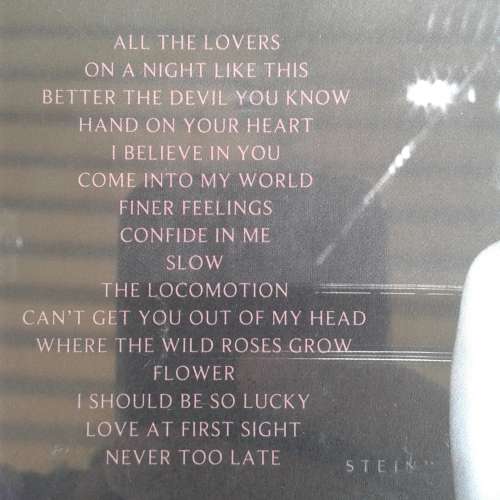 ALL THE LOVERS
ON A NIGHT LIKE THIS
BETTER THE DEVIL YOU KNOW
HAND ON YOUR HEART
I BELIEVE IN YOU
COME INTO MY WORLD
FINER FEELINGS
CONFIDE IN ME
SLOW
THE LOCOMOTION
CAN'T GET YOU OUT OF MY HEAD
WHERE THE WILD ROSES GROW
FLOWER
I SHOULD BE SO LUCKY
LOVE AT FIRST SIGHT
NEVER TOO LATE